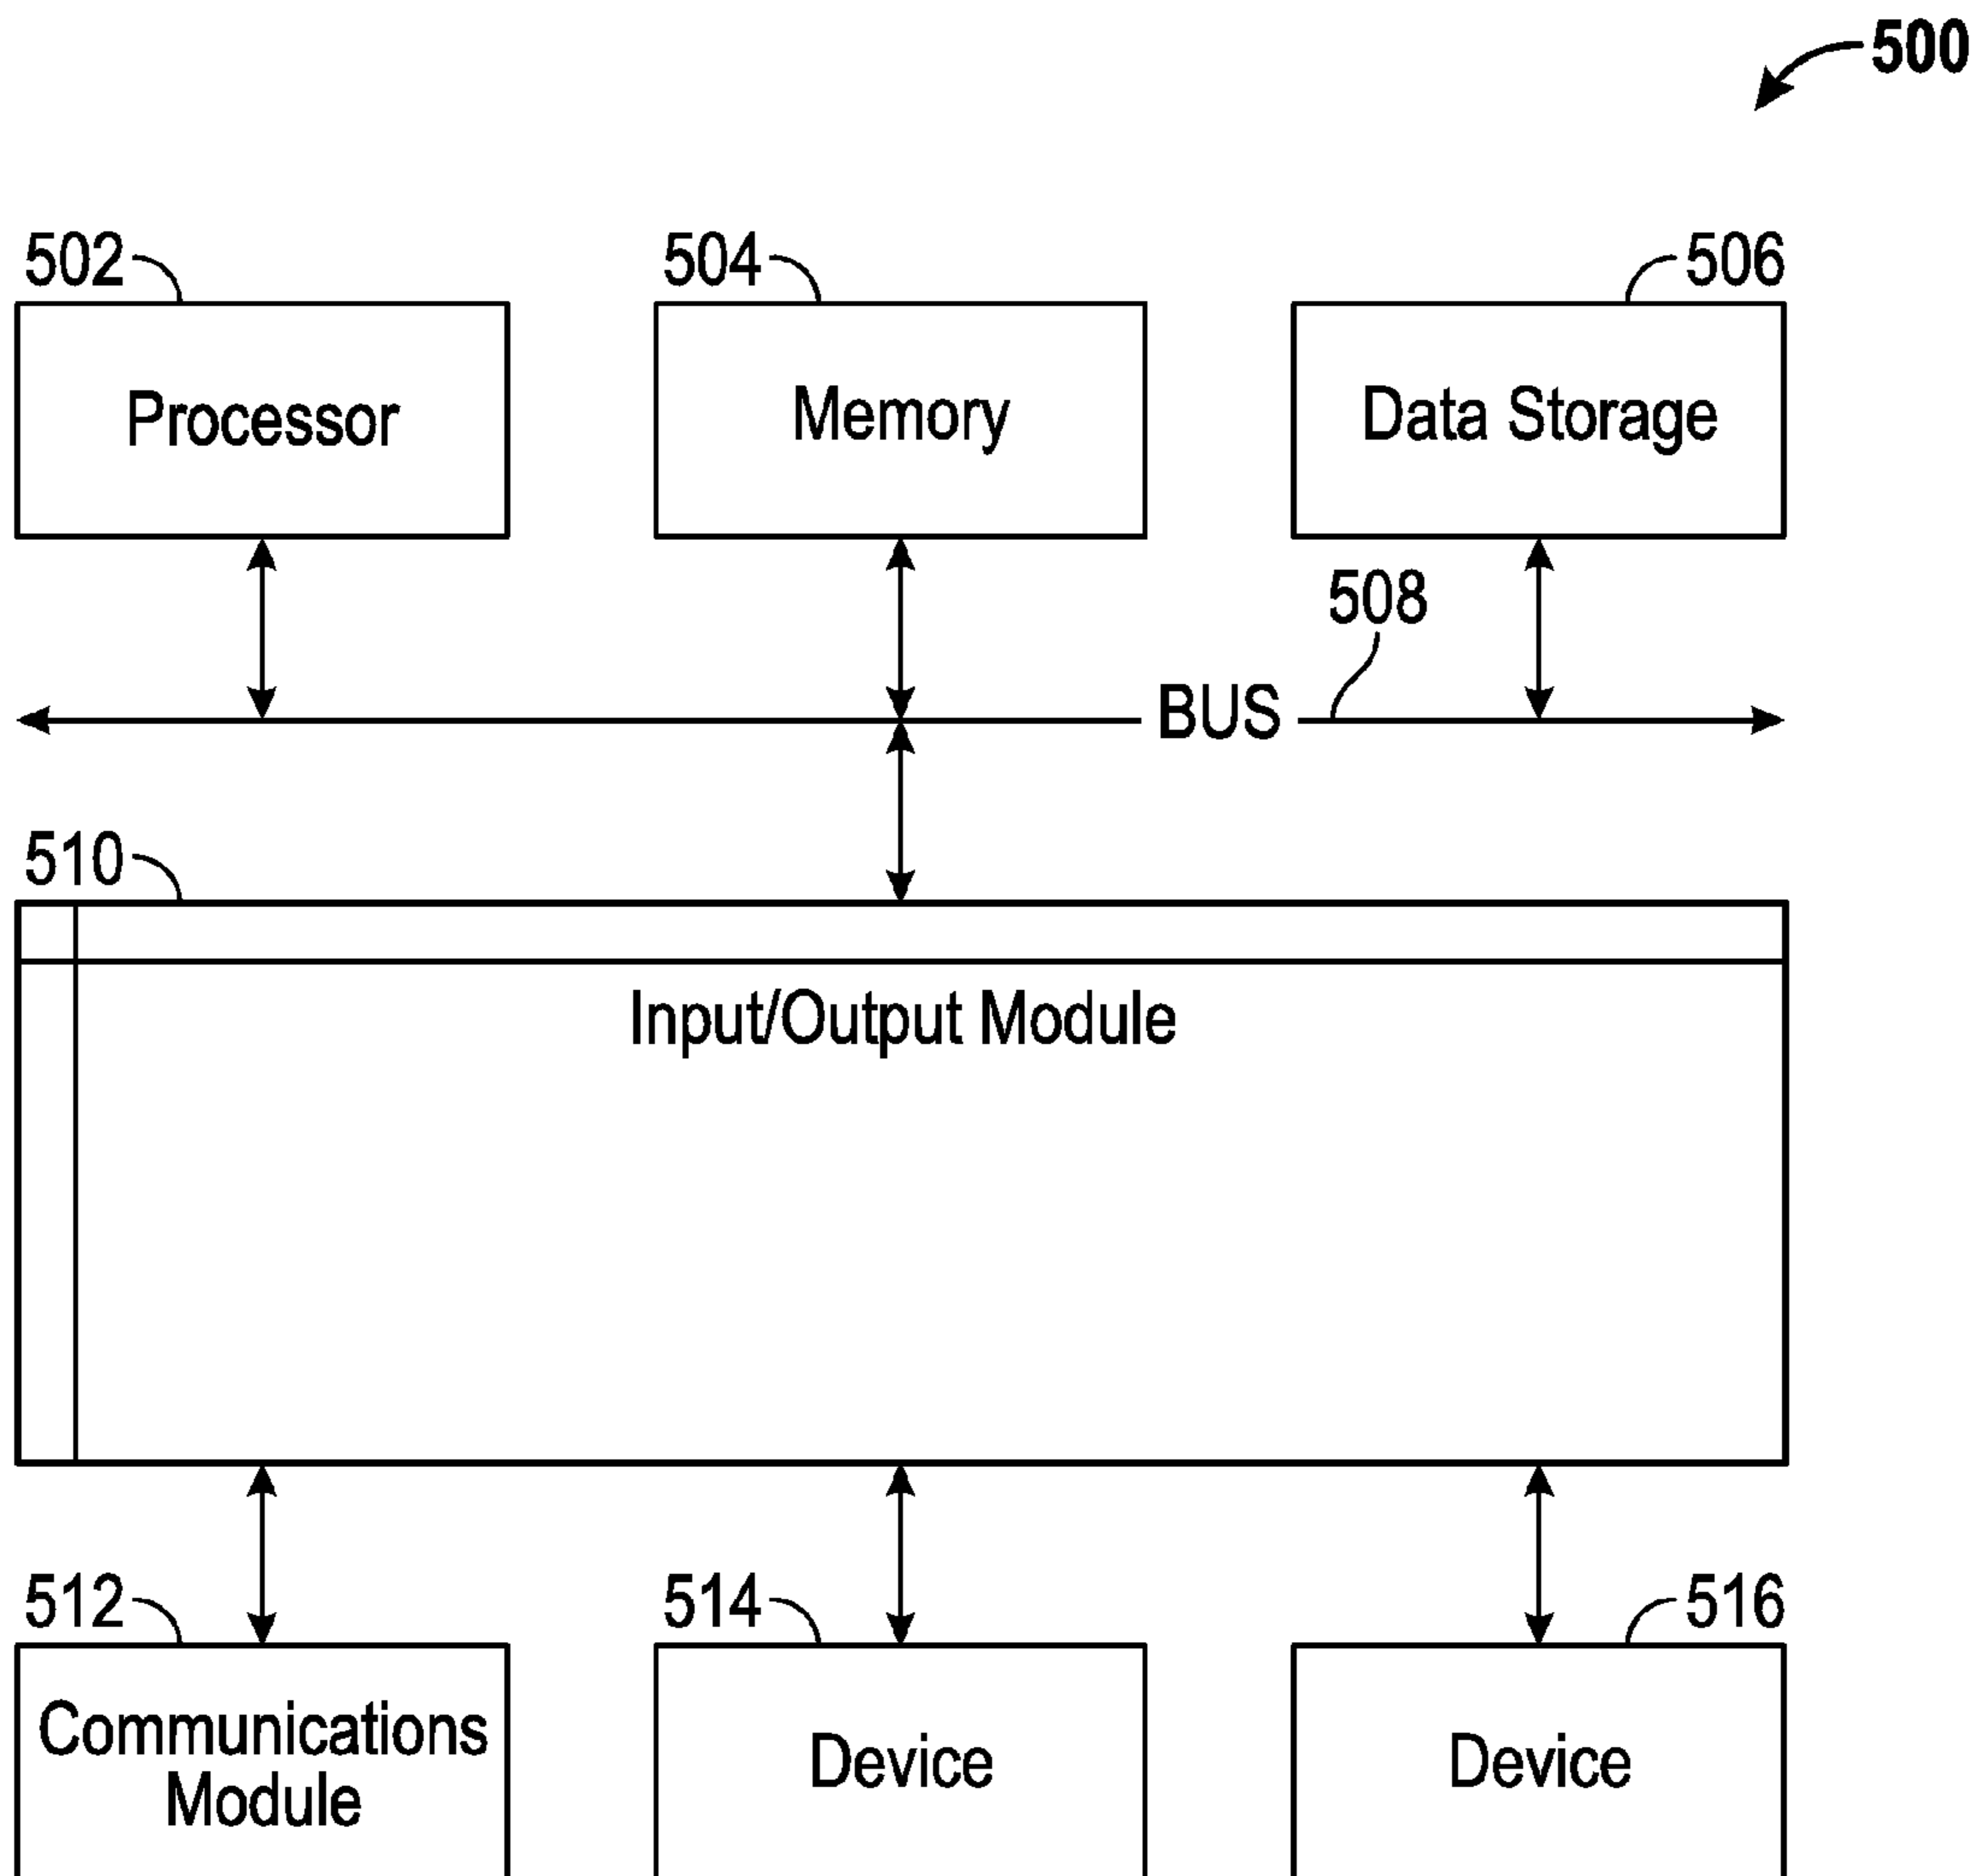 500
502
504
506
Processor
Memory
Data Storage
508
BUS
510
Input/Output Module
512
514
516
Communications
Module
Device
Device